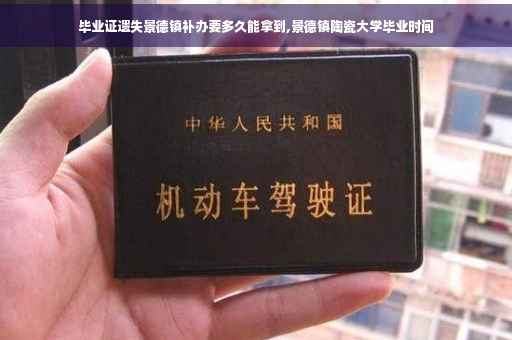 毕业证遗失景德镇补办要多久能拿到,景德镇陶瓷大学毕业时间
中华人民共和国
机动车驾驶证